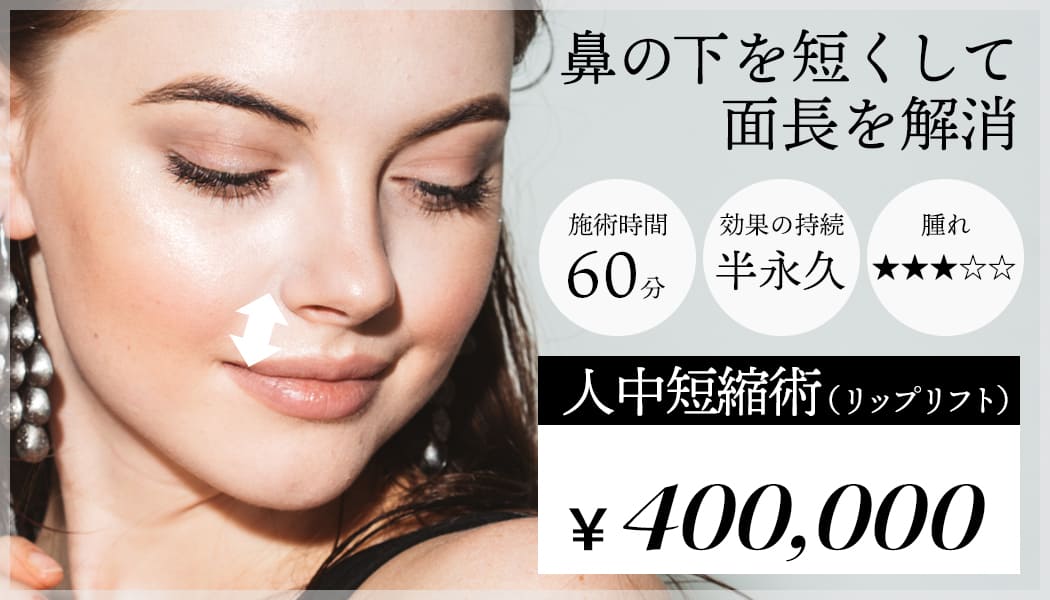 鼻の下を短くして
面長を解消
施術時間
60分
効果の持続
半永久
腫れ
★★★☆☆
人中短縮術（リップリフト）
¥400,000